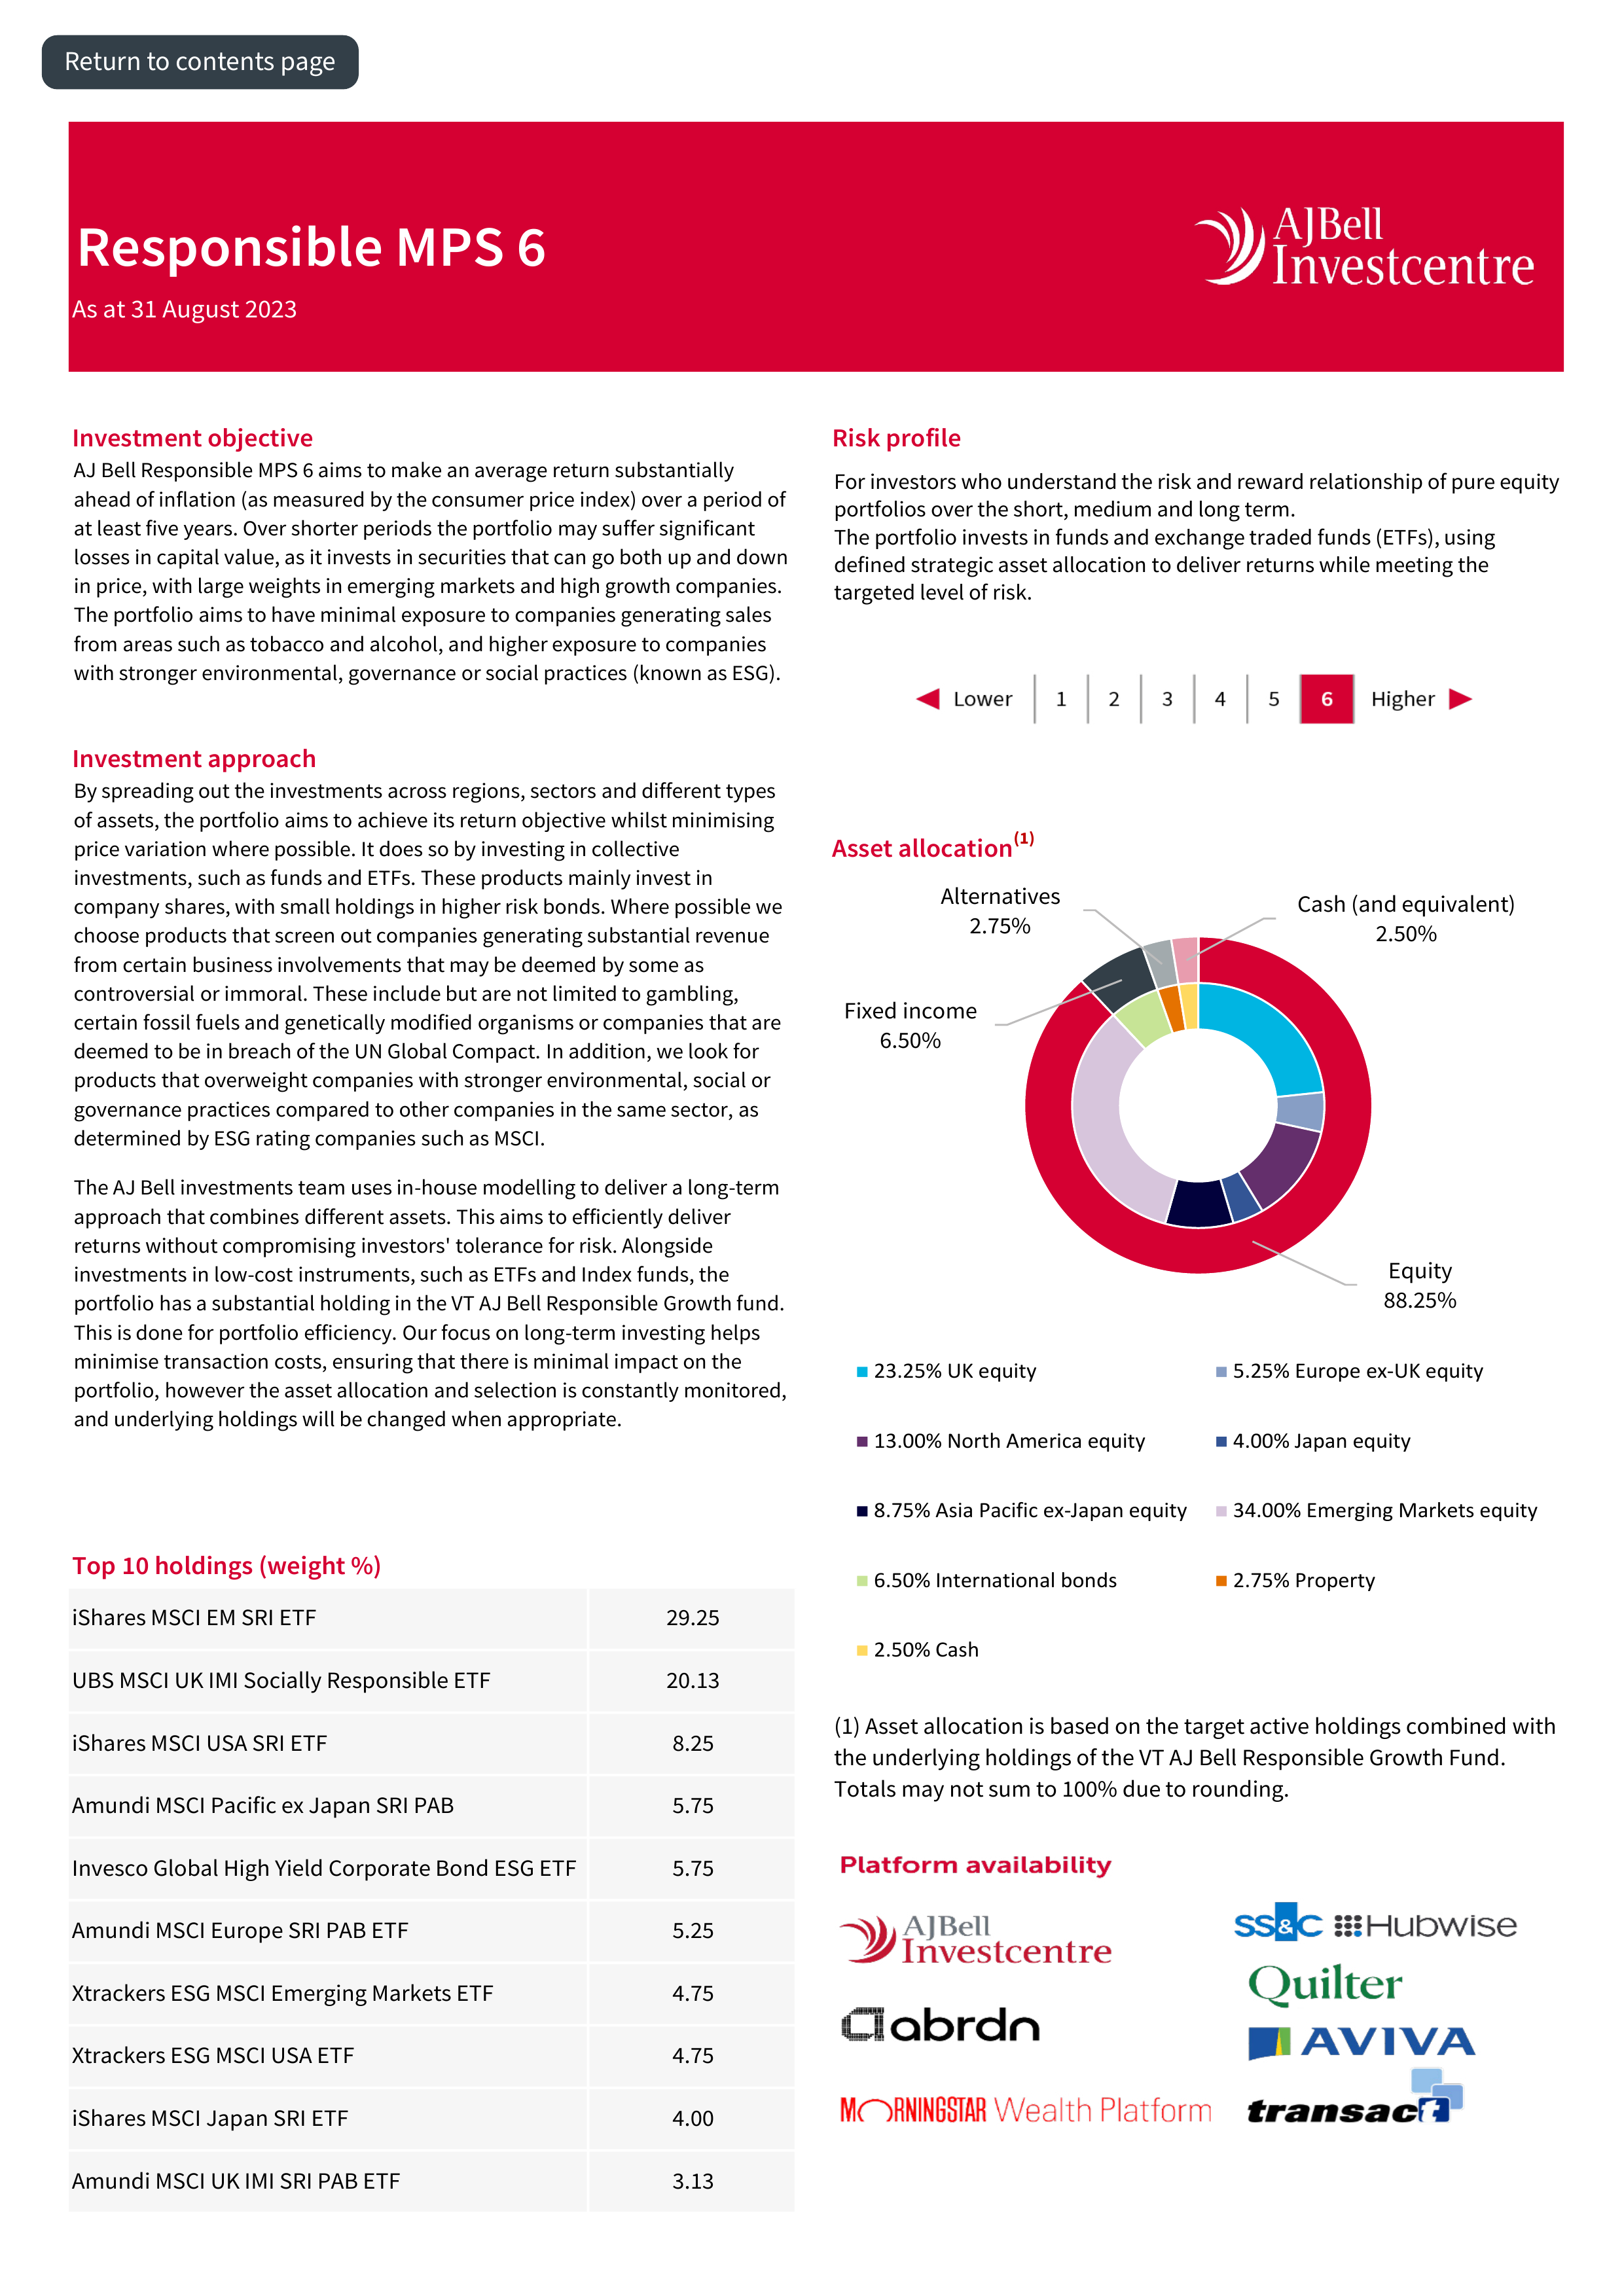 Return to contents page
Responsible MPS 6
As at 31 August 2023
AJBell
Investcentre
Investment objective
AJ Bell Responsible MPS 6 aims to make an average return substantially
ahead of inflation (as measured by the consumer price index) over a period of
at least five years. Over shorter periods the portfolio may suffer significant
losses in capital value, as it invests in securities that can go both up and down
in price, with large weights in emerging markets and high growth companies.
The portfolio aims to have minimal exposure to companies generating sales
from areas such as tobacco and alcohol, and higher exposure to companies
with stronger environmental, governance or social practices (known as ESG).
Investment approach
By spreading out the investments across regions, sectors and different types
of assets, the portfolio aims to achieve its return objective whilst minimising
price variation where possible. It does so by investing in collective
investments, such as funds and ETFs. These products mainly invest in
company shares, with small holdings in higher risk bonds. Where possible we
choose products that screen out companies generating substantial revenue
from certain business involvements that may be deemed by some as
controversial or immoral. These include but are not limited to gambling,
certain fossil fuels and genetically modified organisms or companies that are
deemed to be in breach of the UN Global Compact. In addition, we look for
products that overweight companies with stronger environmental, social or
governance practices compared to other companies in the same sector, as
determined by ESG rating companies such as MSCI.
The AJ Bell investments team uses in-house modelling to deliver a long-term
approach that combines different assets. This aims to efficiently deliver
returns without compromising investors' tolerance for risk. Alongside
investments in low-cost instruments, such as ETFs and Index funds, the
portfolio has a substantial holding in the VT AJ Bell Responsible Growth fund.
This is done for portfolio efficiency. Our focus on long-term investing helps
minimise transaction costs, ensuring that there is minimal impact on the
portfolio, however the asset allocation and selection is constantly monitored,
and underlying holdings will be changed when appropriate.
Top 10 holdings (weight %)
iShares MSCI EM SRI ETF 29.25
UBS MSCI UK IMI Socially Responsible ETF 20.13
iShares MSCI USA SRI ETF 8.25
Amundi MSCI Pacific ex Japan SRI PAB 5.75
Invesco Global High Yield Corporate Bond ESG ETF 5.75
Amundi MSCI Europe SRI PAB ETF 5.25
Xtrackers ESG MSCI Emerging Markets ETF 4.75
Xtrackers ESG MSCI USA ETF 4.75
iShares MSCI Japan SRI ETF 4.00
Amundi MSCI UK IMI SRI PAB ETF 3.13
Risk profile
For investors who understand the risk and reward relationship of pure equity
portfolios over the short, medium and long term.
The portfolio invests in funds and exchange traded funds (ETFs), using
defined strategic asset allocation to deliver returns while meeting the
targeted level of risk.
Lower 1 2 3 4 5 6 Higher
Asset allocation(1)
Alternatives
2.75%
Cash (and equivalent)
2.50%
Fixed income
6.50%
Equity
88.25%
23.25% UK equity 5.25% Europe ex-UK equity
13.00% North America equity 4.00% Japan equity
8.75% Asia Pacific ex-Japan equity 34.00% Emerging Markets equity
6.50% International bonds 2.75% Property
2.50% Cash
(1) Asset allocation is based on the target active holdings combined with
the underlying holdings of the VT AJ Bell Responsible Growth Fund.
Totals may not sum to 100% due to rounding.
Platform availability
AJBell
Investcentre
SS&C Hubwise
Quilter
abrdn
AVIVA
MORNINGSTAR Wealth Platform
transact